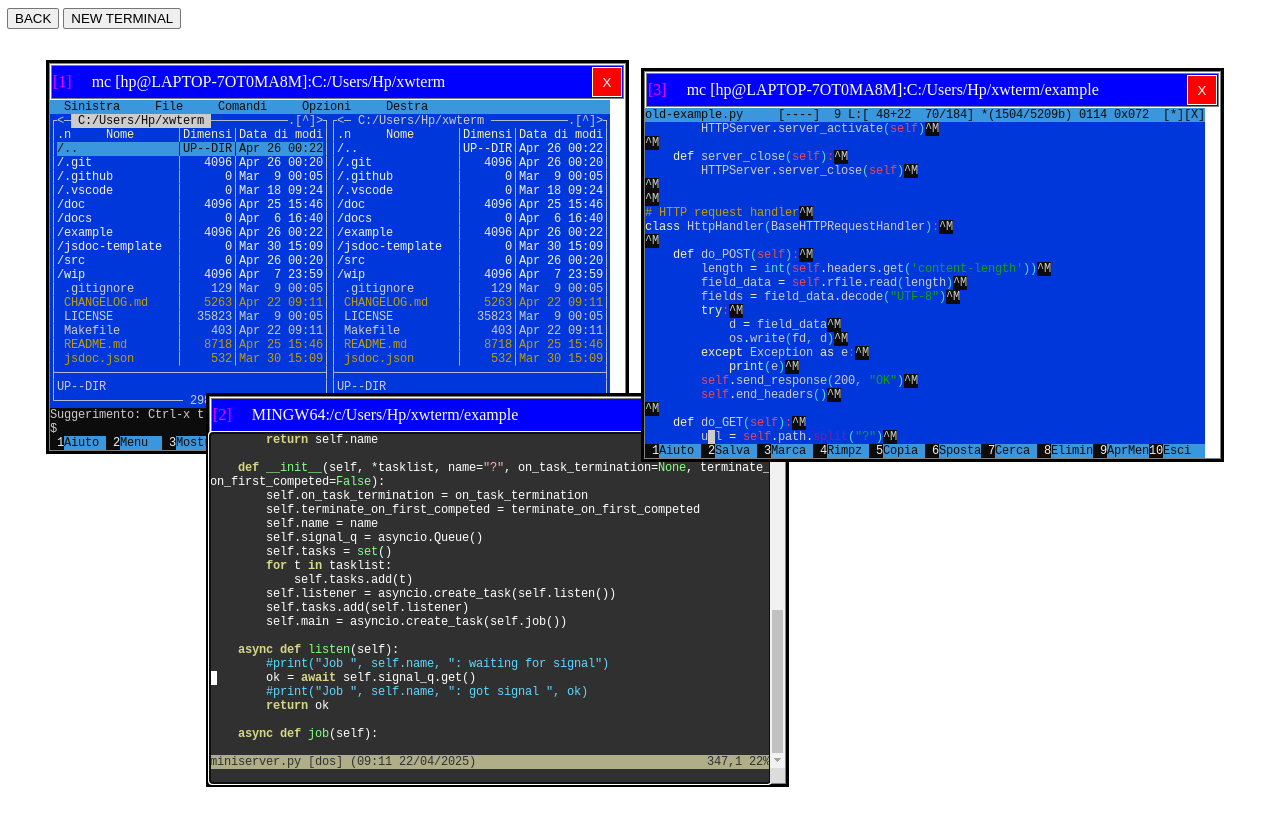 BACK NEW TERMINAL
[1] mc [hp@LAPTOP-7OT0MA8M]:C:/Users/Hp/xwterm X
Sinistra File Comandi Opzioni Destra
<— C:/Users/Hp/xwterm —.[^]> <— C:/Users/Hp/xwterm —.[^]>
.n Nome |Dimensi|Data di modi .n Nome |Dimensi|Data di modi
/.. |UP--DIR|Apr 26 00:22 /.. |UP--DIR|Apr 26 00:22
/.git | 4096|Apr 26 00:20 /.git | 4096|Apr 26 00:20
/.github | 0|Mar 9 00:05 /.github | 0|Mar 9 00:05
/.vscode | 0|Mar 18 09:24 /.vscode | 0|Mar 18 09:24
/doc | 4096|Apr 25 15:46 /doc | 4096|Apr 25 15:46
/docs | 0|Apr 6 16:40 /docs | 0|Apr 6 16:40
/example | 4096|Apr 26 00:22 /example | 4096|Apr 26 00:22
/jsdoc-template | 0|Mar 30 15:09 /jsdoc-template | 0|Mar 30 15:09
/src | 0|Apr 26 00:20 /src | 0|Apr 26 00:20
/wip | 4096|Apr 7 23:59 /wip | 4096|Apr 7 23:59
.gitignore | 129|Mar 9 00:05 .gitignore | 129|Mar 9 00:05
CHANGELOG.md | 5263|Apr 22 09:11 CHANGELOG.md | 5263|Apr 22 09:11
LICENSE | 35823|Mar 9 00:05 LICENSE | 35823|Mar 9 00:05
Makefile | 403|Apr 22 09:11 Makefile | 403|Apr 22 09:11
README.md | 8718|Apr 25 15:46 README.md | 8718|Apr 25 15:46
jsdoc.json | 532|Mar 30 15:09 jsdoc.json | 532|Mar 30 15:09
UP--DIR UP--DIR
Suggerimento: Ctrl-x t
$
1Aiuto 2Menu 3Most
[3] mc [hp@LAPTOP-7OT0MA8M]:C:/Users/Hp/xwterm/example X
old-example.py [----] 9 L:[ 48+22 70/184] *(1504/5209b) 0114 0x072 [*][X]
HTTPServer.server_activate(self)^M
^M
def server_close(self):^M
HTTPServer.server_close(self)^M
^M
^M
# HTTP request handler^M
class HttpHandler(BaseHTTPRequestHandler):^M
^M
def do_POST(self):^M
length = int(self.headers.get('content-length'))^M
field_data = self.rfile.read(length)^M
fields = field_data.decode("UTF-8")^M
try:^M
d = field_data^M
os.write(fd, d)^M
except Exception as e:^M
print(e)^M
self.send_response(200, "OK")^M
self.end_headers()^M
^M
def do_GET(self):^M
url = self.path.split("?")^M
1Aiuto 2Salva 3Marca 4Rimpz 5Copia 6Sposta 7Cerca 8Elimin 9AprMen10Esci
[2] MINGW64:/c/Users/Hp/xwterm/example
return self.name
def __init__(self, *tasklist, name="?", on_task_termination=None, terminate_
on_first_competed=False):
self.on_task_termination = on_task_termination
self.terminate_on_first_competed = terminate_on_first_competed
self.name = name
self.signal_q = asyncio.Queue()
self.tasks = set()
for t in tasklist:
self.tasks.add(t)
self.listener = asyncio.create_task(self.listen())
self.tasks.add(self.listener)
self.main = asyncio.create_task(self.job())
async def listen(self):
#print("Job ", self.name, ": waiting for signal")
ok = await self.signal_q.get()
#print("Job ", self.name, ": got signal ", ok)
return ok
async def job(self):
miniserver.py [dos] (09:11 22/04/2025) 347,1 22%